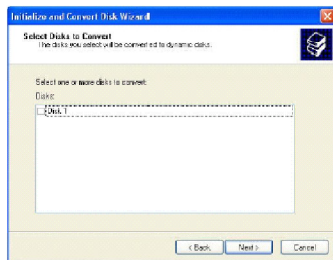 Initialize and Convert Disk Wizard
Select Disks to Convert
The disks you select will be converted to dynamic disks.
Select one or more disks to convert:
Disks:
Disk 1
< Back Next > Cancel